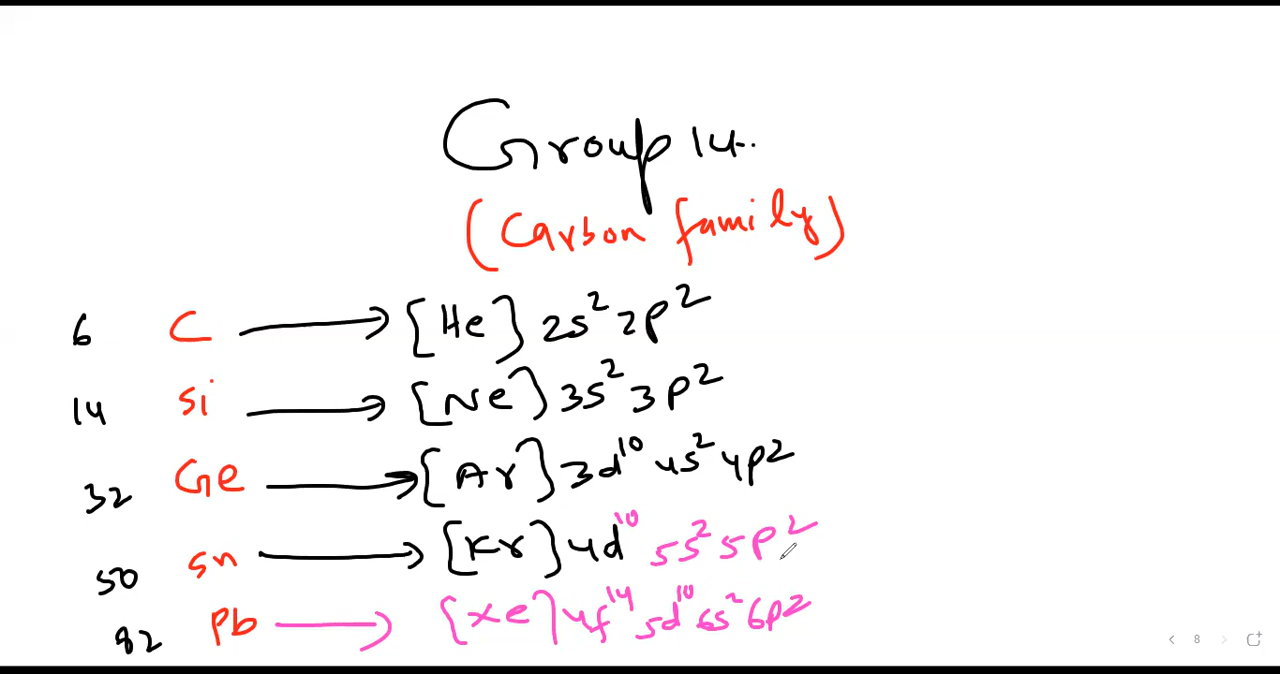 Group 14.
(Carbon family)
6 C → [He] 2s² 2p²
14 Si → [Ne] 3s² 3p²
32 Ge → [Ar] 3d¹⁰ 4s² 4p²
50 Sn → [Kr] 4d¹⁰ 5s² 5p²
82 Pb → [Xe] 4f¹⁴ 5d¹⁰ 6s² 6p²
< 8 >